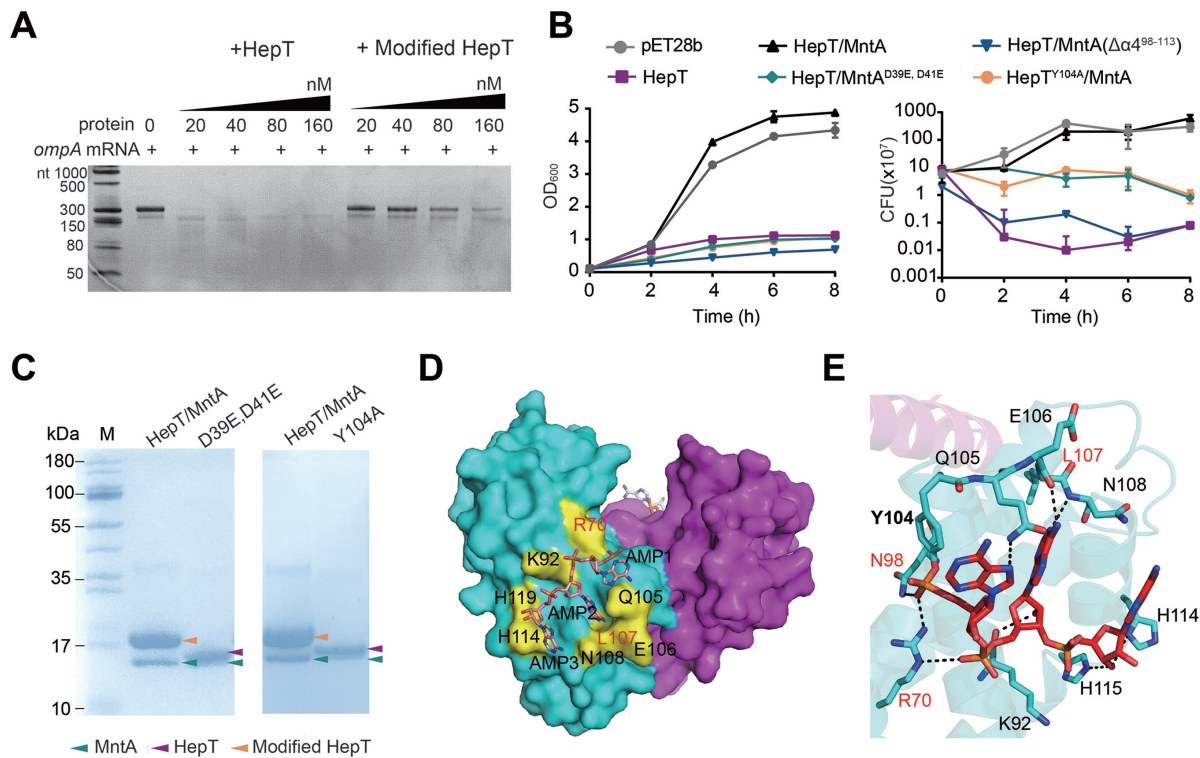 A
+HepT + Modified HepT
nM nM
protein 0 20 40 80 160 20 40 80 160
ompA mRNA + + + + + + + + +
nt 1000
500
300
150
80
50
B
pET28b HepT/MntA HepT/MntA(Δα4⁹⁸⁻¹¹³)
HepT HepT/MntA^D39E, D41E HepT^Y104A/MntA
5
4
3
2
1
0
OD₆₀₀
0 2 4 6 8
Time (h)
1000
100
10
1
0.1
0.01
0.001
CFU(x10⁷)
0 2 4 6 8
Time (h)
C
kDa M HepT/MntA D39E,D41E HepT/MntA Y104A
180
100
55
35
17
10
MntA HepT Modified HepT
D
R70
K92 AMP1
H119 AMP2 Q105
H114 L107
AMP3 N108 E106
E
E106
Q105 L107
N108
Y104
N98
H114
R70 H115
K92